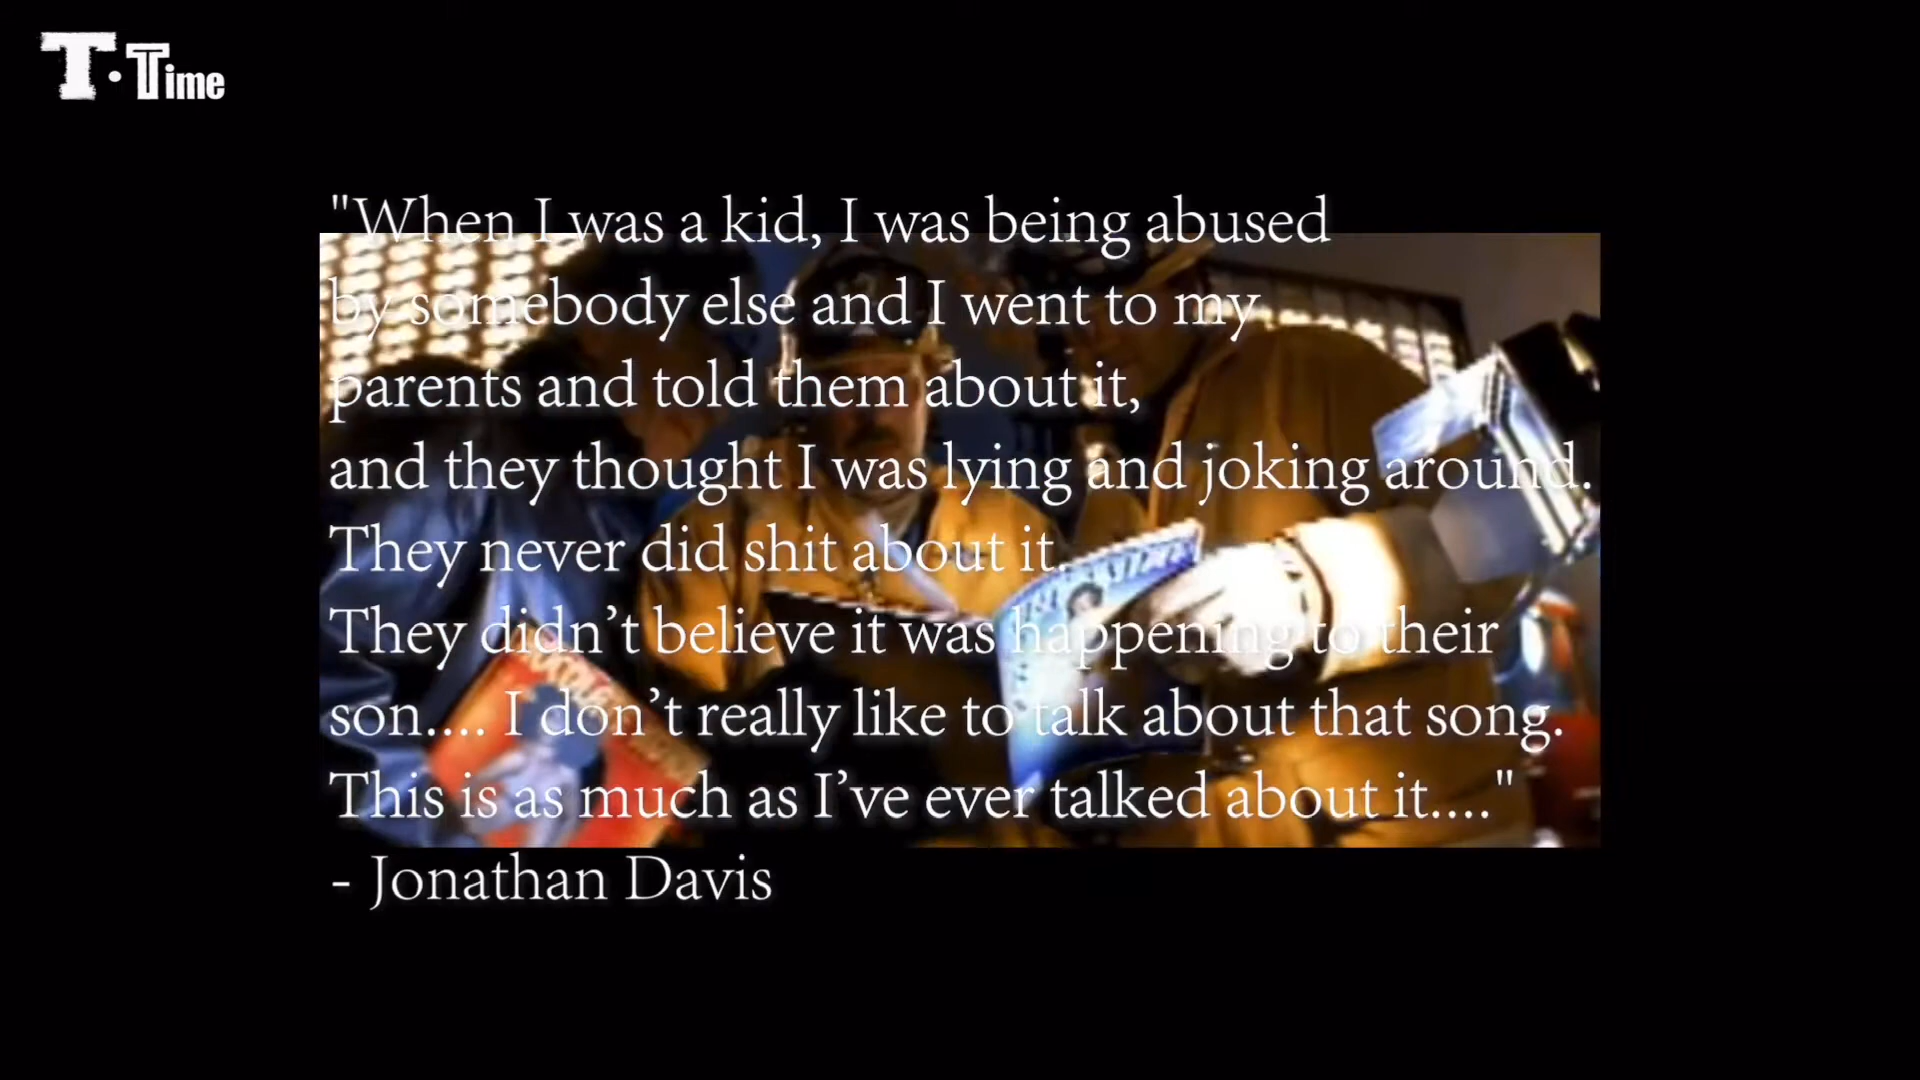 T·Time
"When I was a kid, I was being abused
by somebody else and I went to my
parents and told them about it,
and they thought I was lying and joking around.
They never did shit about it.
They didn’t believe it was happening to their
son.... I don’t really like to talk about that song.
This is as much as I’ve ever talked about it...."
- Jonathan Davis